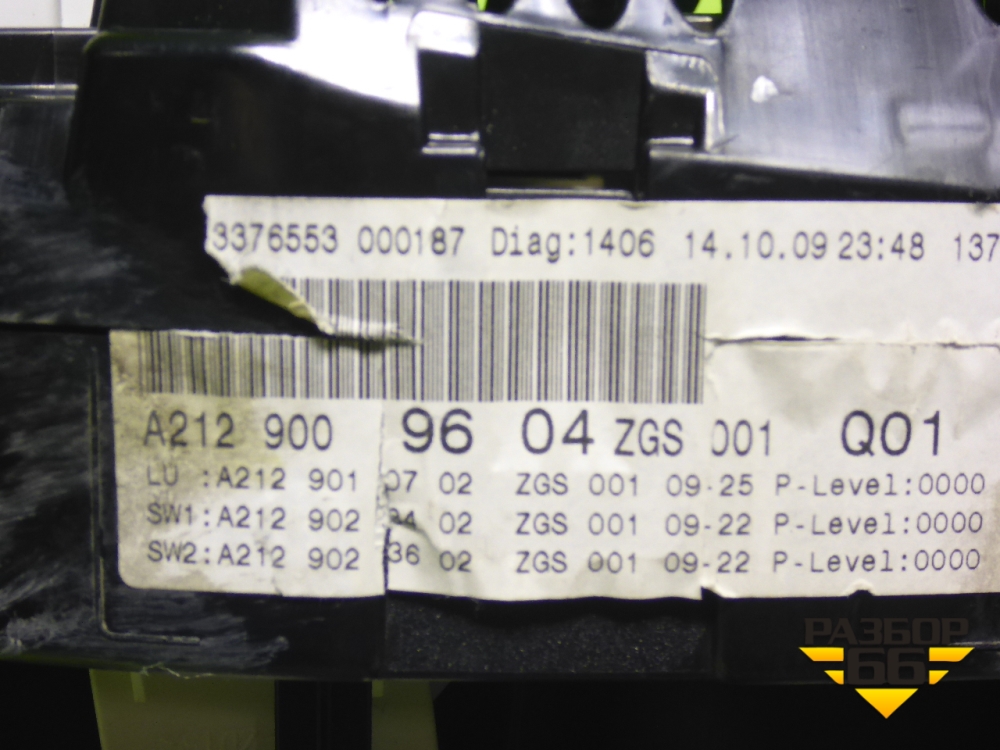 3376553 000187 Diag:1406 14.10.09 23:48 137
A212 900 96 04 ZGS 001 Q01
LU :A212 901 07 02 ZGS 001 09-25 P-Level:0000
SW1:A212 902 34 02 ZGS 001 09-22 P-Level:0000
SW2:A212 902 36 02 ZGS 001 09-22 P-Level:0000
РАЗБОР
66